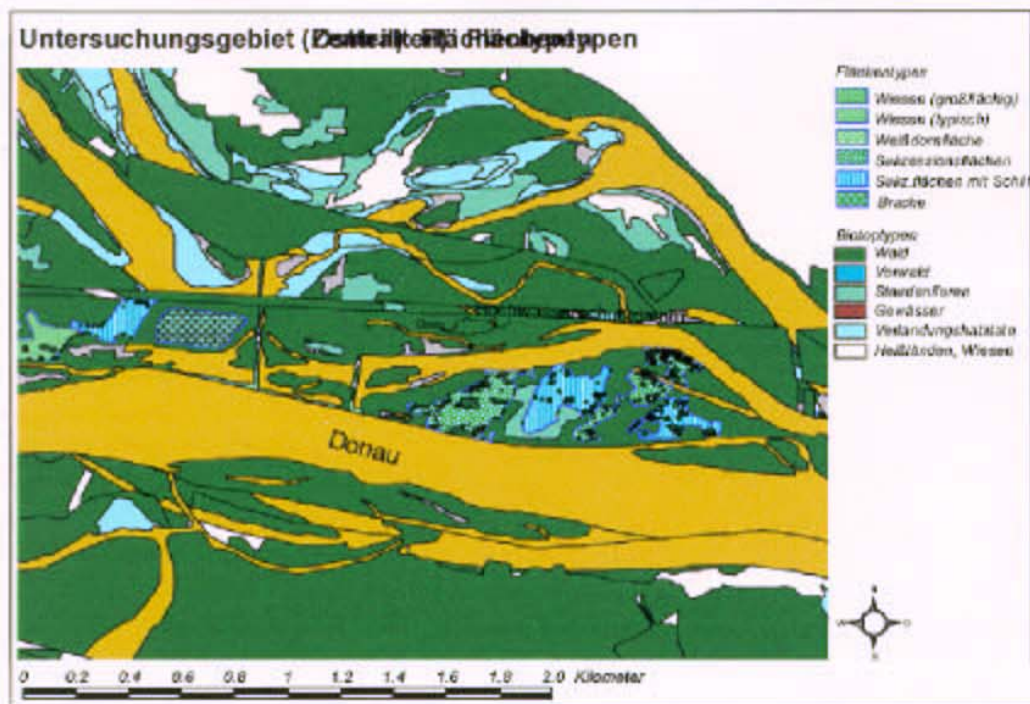 Untersuchungsgebiet
Flächentypen
Wiesen (großflächig)
Wiesen (typisch)
Weißdornfläche
Sukzessionsflächen
Sukz.flächen mit Schilf
Brache
Biotoptypen
Wald
Vorwald
Staudenfluren
Gewässer
Verlandungshabitate
Heißländen, Wiesen
Donau
N
W
O
S
0 0.2 0.4 0.6 0.8 1 1.2 1.4 1.6 1.8 2.0 Kilometer